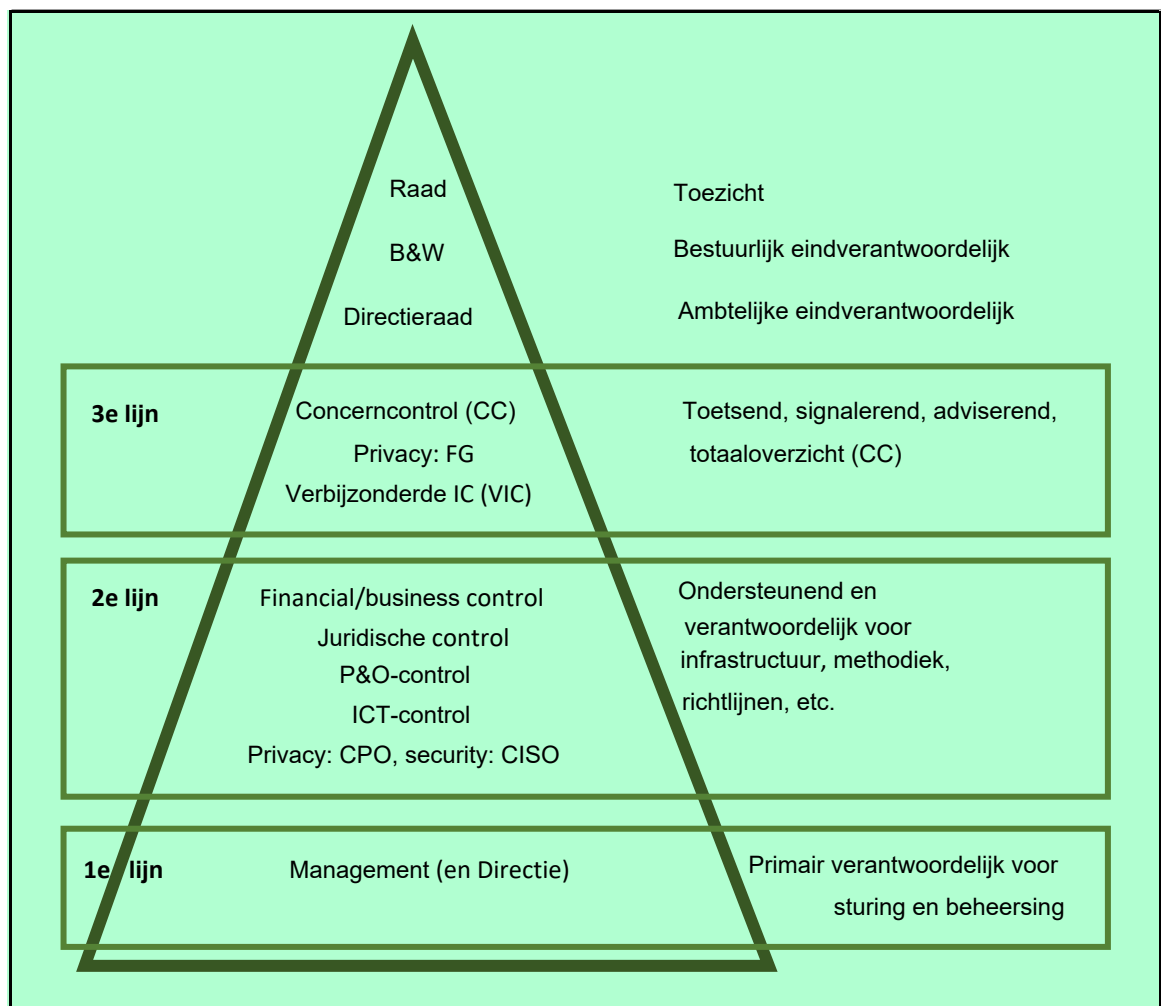 Raad
Toezicht
B&W
Bestuurlijk eindverantwoordelijk
Directieraad
Ambtelijke eindverantwoordelijk
3e lijn
Concerncontrol (CC)
Privacy: FG
Verbijzonderde IC (VIC)
Toetsend, signalerend, adviserend,
totaaloverzicht (CC)
2e lijn
Financial/business control
Juridische control
P&O-control
ICT-control
Privacy: CPO, security: CISO
Ondersteunend en
verantwoordelijk voor
infrastructuur, methodiek,
richtlijnen, etc.
1e lijn
Management (en Directie)
Primair verantwoordelijk voor
sturing en beheersing